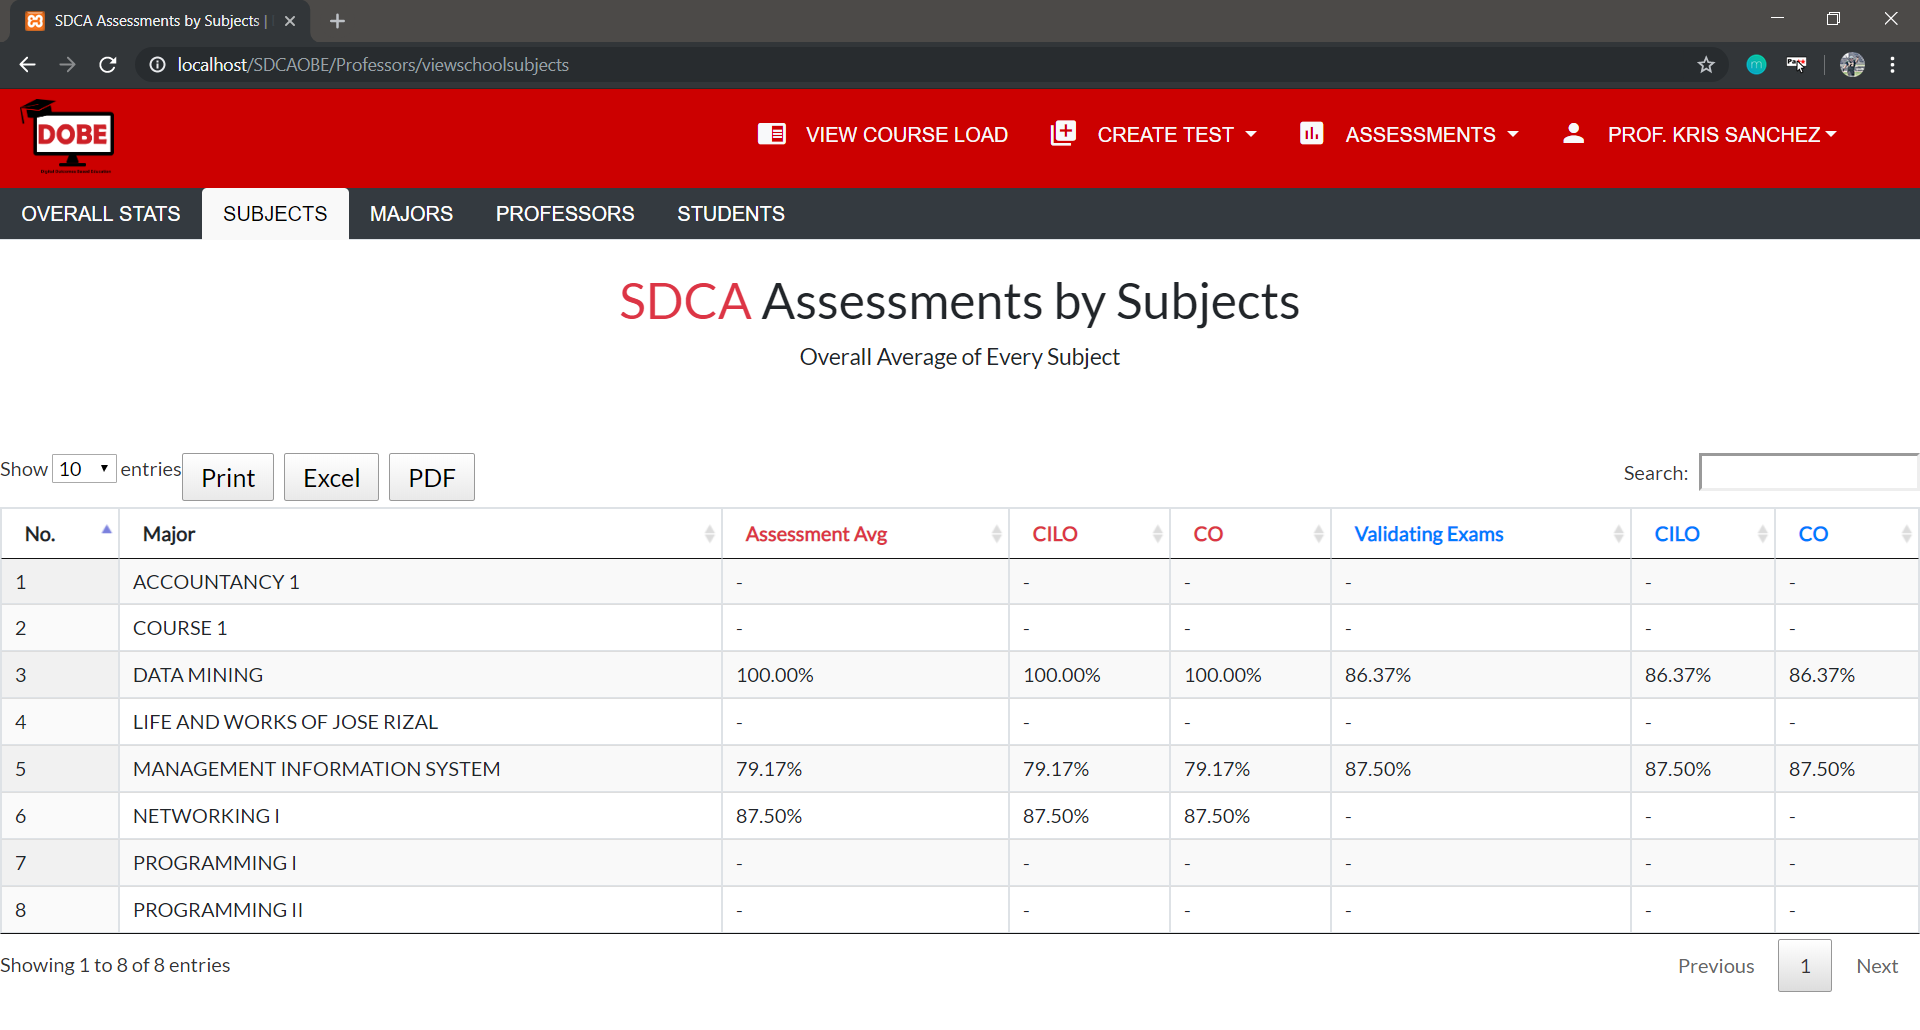 SDCA Assessments by Subjects |
localhost/SDCAOBE/Professors/viewschoolsubjects
DOBE
VIEW COURSE LOAD CREATE TEST ASSESSMENTS PROF. KRIS SANCHEZ
OVERALL STATS SUBJECTS MAJORS PROFESSORS STUDENTS
SDCA Assessments by Subjects
Overall Average of Every Subject
Show 10 entries Print Excel PDF Search:
No. Major Assessment Avg CILO CO Validating Exams CILO CO
1 ACCOUNTANCY 1 - - - - - -
2 COURSE 1 - - - - - -
3 DATA MINING 100.00% 100.00% 100.00% 86.37% 86.37% 86.37%
4 LIFE AND WORKS OF JOSE RIZAL - - - - - -
5 MANAGEMENT INFORMATION SYSTEM 79.17% 79.17% 79.17% 87.50% 87.50% 87.50%
6 NETWORKING I 87.50% 87.50% 87.50% - - -
7 PROGRAMMING I - - - - - -
8 PROGRAMMING II - - - - - -
Showing 1 to 8 of 8 entries Previous 1 Next